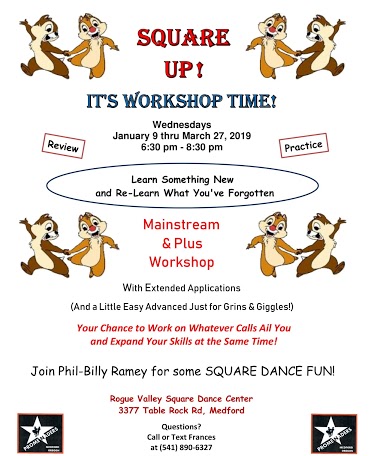 SQUARE
UP!
IT'S WORKSHOP TIME!
Wednesdays
January 9 thru March 27, 2019
6:30 pm - 8:30 pm
Review
Practice
Learn Something New
and Re-Learn What You've Forgotten
Mainstream
& Plus
Workshop
With Extended Applications
(And a Little Easy Advanced Just for Grins & Giggles!)
Your Chance to Work on Whatever Calls Ail You
and Expand Your Skills at the Same Time!
Join Phil-Billy Ramey for some SQUARE DANCE FUN!
Rogue Valley Square Dance Center
3377 Table Rock Rd, Medford
Questions?
Call or Text Frances
at (541) 890-6327